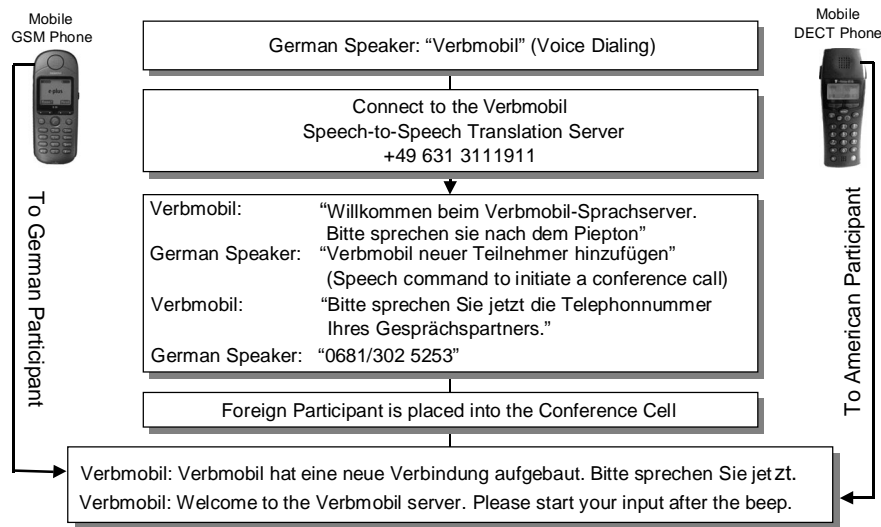 Mobile
GSM Phone
Mobile
DECT Phone
German Speaker: “Verbmobil” (Voice Dialing)
Connect to the Verbmobil
Speech-to-Speech Translation Server
+49 631 3111911
Verbmobil: “Willkommen beim Verbmobil-Sprachserver.
Bitte sprechen sie nach dem Piepton”
German Speaker: “Verbmobil neuer Teilnehmer hinzufügen”
(Speech command to initiate a conference call)
Verbmobil: “Bitte sprechen Sie jetzt die Telephonnummer
Ihres Gesprächspartners.”
German Speaker: “0681/302 5253”
To German Participant
To American Participant
Foreign Participant is placed into the Conference Cell
Verbmobil: Verbmobil hat eine neue Verbindung aufgebaut. Bitte sprechen Sie jetzt.
Verbmobil: Welcome to the Verbmobil server. Please start your input after the beep.